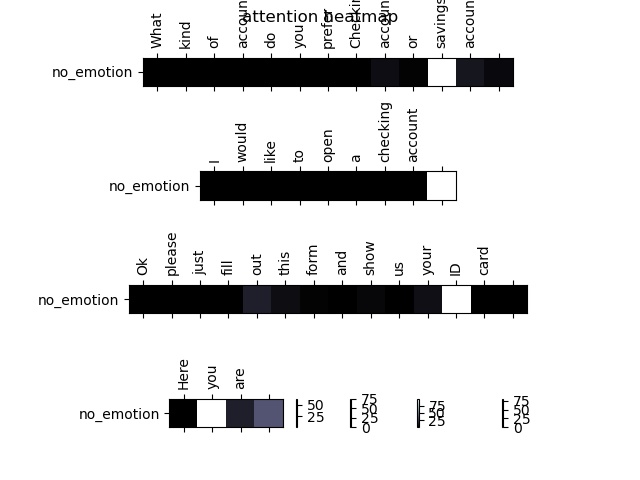 attention heatmap
What kind of do you prefer or savings
no_emotion
I would like to open a checking account
no_emotion
Ok please just fill out this form and show us your ID card
no_emotion
Here you are
no_emotion
50 25
75 50 25 0
75 50 25
75 50 25 0